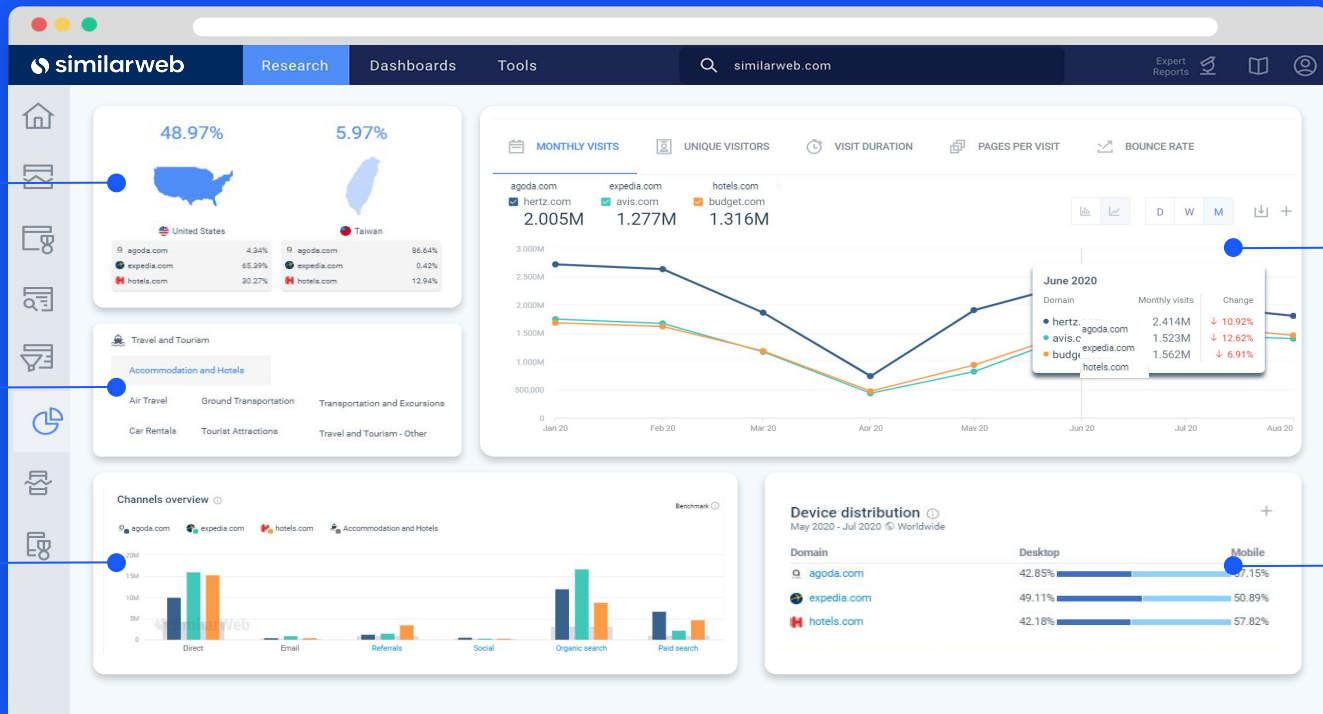 similarweb
Research
Dashboards
Tools
similarweb.com
Expert
Reports
48.97%
5.97%
United States
Taiwan
agoda.com 4.34%
expedia.com 65.39%
hotels.com 30.27%
agoda.com 86.64%
expedia.com 0.42%
hotels.com 12.94%
MONTHLY VISITS
UNIQUE VISITORS
VISIT DURATION
PAGES PER VISIT
BOUNCE RATE
agoda.com expedia.com hotels.com
hertz.com avis.com budget.com
2.005M 1.277M 1.316M
D W M
3.000M
2.500M
2.000M
1.500M
1.000M
500,000
0
Jan 20 Feb 20 Mar 20 Apr 20 May 20 Jun 20 Jul 20 Aug 20
June 2020
Domain Monthly visits Change
hertz. agoda.com 2.414M ↓ 10.92%
avis.c expedia.com 1.523M ↓ 12.62%
budge hotels.com 1.562M ↓ 6.91%
Travel and Tourism
Accommodation and Hotels
Air Travel Ground Transportation Transportation and Excursions
Car Rentals Tourist Attractions Travel and Tourism - Other
Channels overview
Benchmark
agoda.com expedia.com hotels.com Accommodation and Hotels
20M
15M
10M
5M
0
SimilarWeb
Direct Email Referrals Social Organic search Paid search
Device distribution
May 2020 - Jul 2020 Worldwide
Domain Desktop Mobile
agoda.com 42.85% 7.15%
expedia.com 49.11% 50.89%
hotels.com 42.18% 57.82%